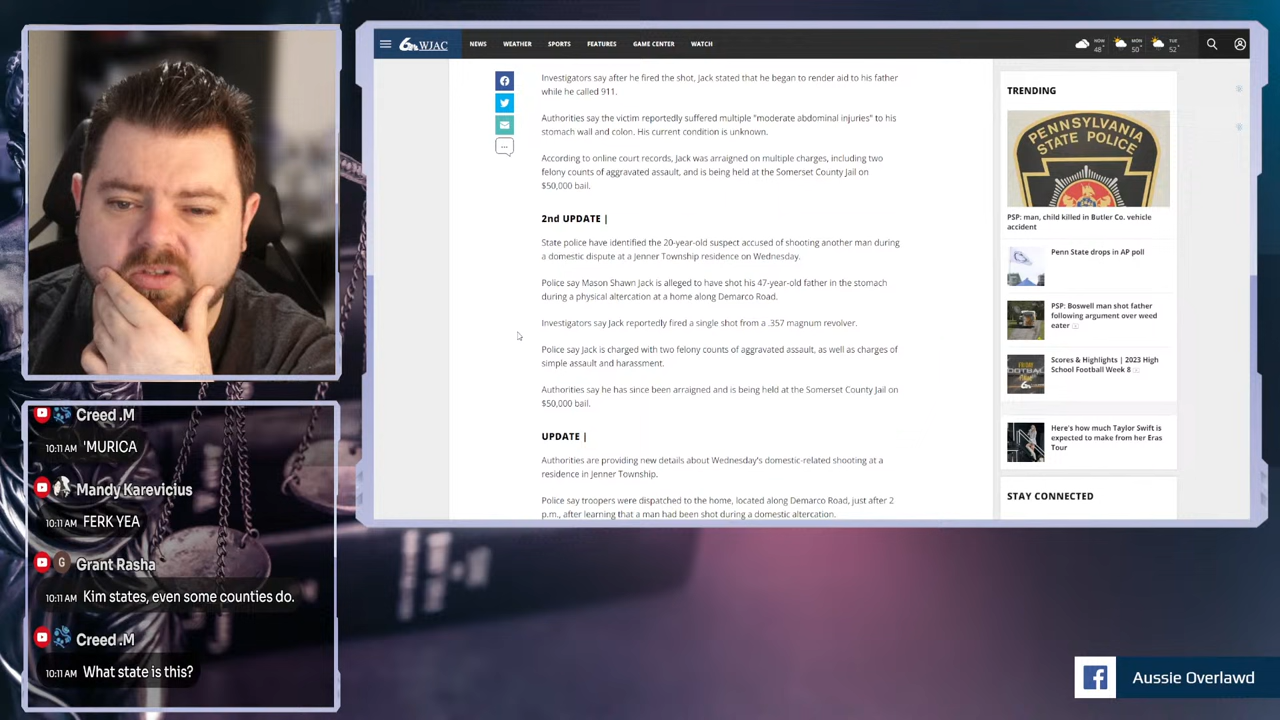 6 WJAC
NEWS
WEATHER
SPORTS
FEATURES
GAME CENTER
WATCH
NOW
48°
MON
50°
TUE
52°
Investigators say after he fired the shot, Jack stated that he began to render aid to his father
while he called 911.
Authorities say the victim reportedly suffered multiple "moderate abdominal injuries" to his
stomach wall and colon. His current condition is unknown.
According to online court records, Jack was arraigned on multiple charges, including two
felony counts of aggravated assault, and is being held at the Somerset County Jail on
$50,000 bail.
2nd UPDATE |
State police have identified the 20-year-old suspect accused of shooting another man during
a domestic dispute at a Jenner Township residence on Wednesday.
Police say Mason Shawn Jack is alleged to have shot his 47-year-old father in the stomach
during a physical altercation at a home along Demarco Road.
Investigators say Jack reportedly fired a single shot from a .357 magnum revolver.
Police say Jack is charged with two felony counts of aggravated assault, as well as charges of
simple assault and harassment.
Authorities say he has since been arraigned and is being held at the Somerset County Jail on
$50,000 bail.
UPDATE |
Authorities are providing new details about Wednesday's domestic-related shooting at a
residence in Jenner Township.
Police say troopers were dispatched to the home, located along Demarco Road, just after 2
p.m., after learning that a man had been shot during a domestic altercation.
TRENDING
PENNSYLVANIA
STATE POLICE
PSP: man, child killed in Butler Co. vehicle
accident
Penn State drops in AP poll
PSP: Boswell man shot father
following argument over weed
eater
Scores & Highlights | 2023 High
School Football Week 8
Here's how much Taylor Swift is
expected to make from her Eras
Tour
STAY CONNECTED
Creed .M
10:11 AM 'MURICA
Mandy Karevicius
10:11 AM FERK YEA
G Grant Rasha
10:11 AM Kim states, even some counties do.
Creed .M
10:11 AM What state is this?
Aussie Overlawd